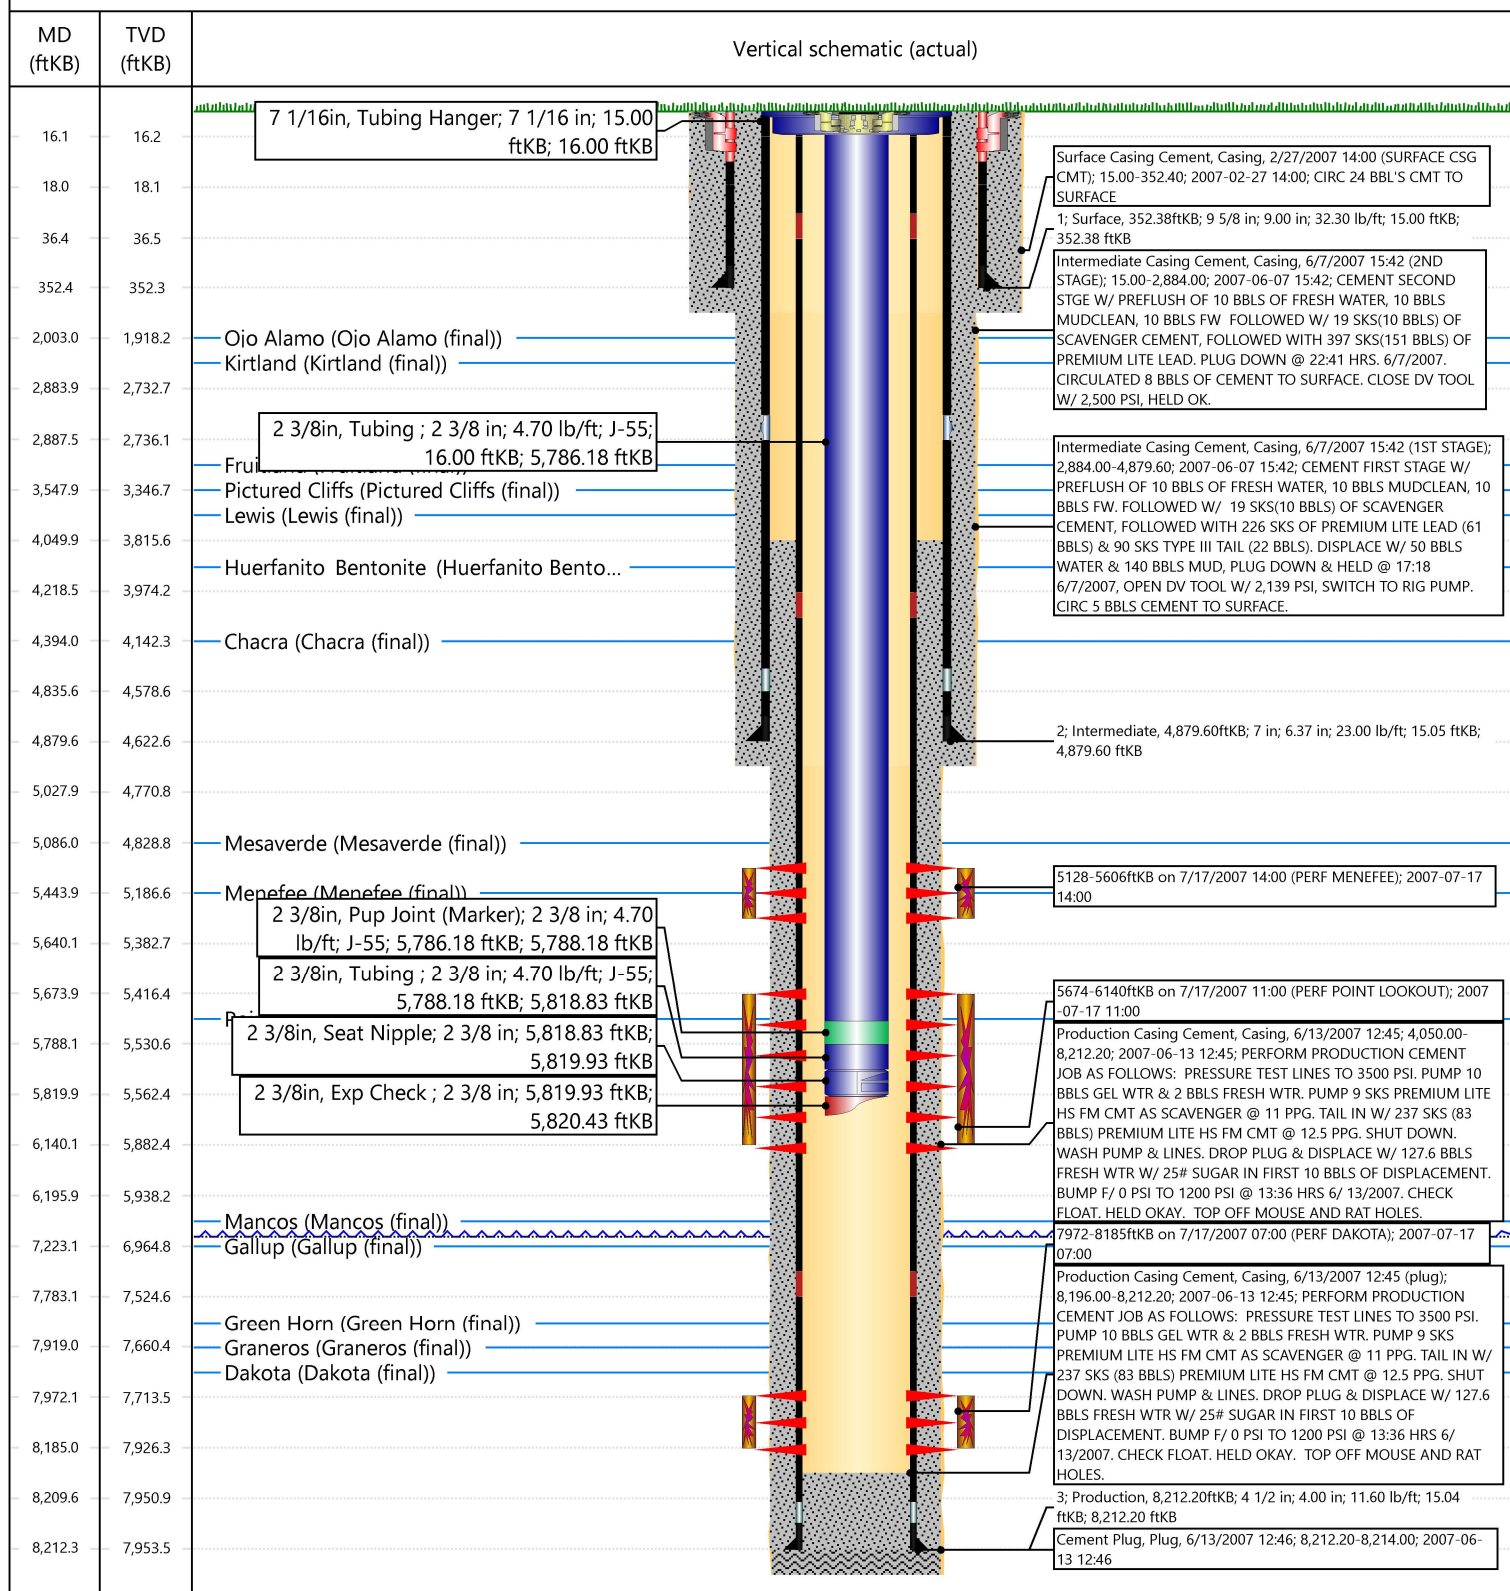 MD
(ftKB)
TVD
(ftKB)
Vertical schematic (actual)
16.1
18.0
36.4
352.4
2,003.0
2,883.9
2,887.5
3,547.9
4,049.9
4,218.5
4,394.0
4,835.6
4,879.6
5,027.9
5,086.0
5,443.9
5,640.1
5,673.9
5,788.1
5,819.9
6,140.1
6,195.9
7,223.1
7,783.1
7,919.0
7,972.1
8,185.0
8,209.6
8,212.3
16.2
18.1
36.5
352.3
1,918.2
2,732.7
2,736.1
3,346.7
3,815.6
3,974.2
4,142.3
4,578.6
4,622.6
4,770.8
4,828.8
5,186.6
5,382.7
5,416.4
5,530.6
5,562.4
5,882.4
5,938.2
6,964.8
7,524.6
7,660.4
7,713.5
7,926.3
7,950.9
7,953.5
7 1/16in, Tubing Hanger; 7 1/16 in; 15.00
ftKB; 16.00 ftKB
Ojo Alamo (Ojo Alamo (final))
Kirtland (Kirtland (final))
2 3/8in, Tubing ; 2 3/8 in; 4.70 lb/ft; J-55;
16.00 ftKB; 5,786.18 ftKB
Pictured Cliffs (Pictured Cliffs (final))
Lewis (Lewis (final))
Huerfanito Bentonite (Huerfanito Bento...
Chacra (Chacra (final))
Mesaverde (Mesaverde (final))
Menefee (Menefee (final))
2 3/8in, Pup Joint (Marker); 2 3/8 in; 4.70
lb/ft; J-55; 5,786.18 ftKB; 5,788.18 ftKB
2 3/8in, Tubing ; 2 3/8 in; 4.70 lb/ft; J-55;
5,788.18 ftKB; 5,818.83 ftKB
2 3/8in, Seat Nipple; 2 3/8 in; 5,818.83 ftKB;
5,819.93 ftKB
2 3/8in, Exp Check ; 2 3/8 in; 5,819.93 ftKB;
5,820.43 ftKB
Mancos (Mancos (final))
Gallup (Gallup (final))
Green Horn (Green Horn (final))
Graneros (Graneros (final))
Dakota (Dakota (final))
Surface Casing Cement, Casing, 2/27/2007 14:00 (SURFACE CSG
CMT); 15.00-352.40; 2007-02-27 14:00; CIRC 24 BBL'S CMT TO
SURFACE
1; Surface, 352.38ftKB; 9 5/8 in; 9.00 in; 32.30 lb/ft; 15.00 ftKB;
352.38 ftKB
Intermediate Casing Cement, Casing, 6/7/2007 15:42 (2ND
STAGE); 15.00-2,884.00; 2007-06-07 15:42; CEMENT SECOND
STGE W/ PREFLUSH OF 10 BBLS OF FRESH WATER, 10 BBLS
MUDCLEAN, 10 BBLS FW FOLLOWED W/ 19 SKS(10 BBLS) OF
SCAVENGER CEMENT, FOLLOWED WITH 397 SKS(151 BBLS) OF
PREMIUM LITE LEAD. PLUG DOWN @ 22:41 HRS. 6/7/2007.
CIRCULATED 8 BBLS OF CEMENT TO SURFACE. CLOSE DV TOOL
W/ 2,500 PSI, HELD OK.
Intermediate Casing Cement, Casing, 6/7/2007 15:42 (1ST STAGE);
2,884.00-4,879.60; 2007-06-07 15:42; CEMENT FIRST STAGE W/
PREFLUSH OF 10 BBLS OF FRESH WATER, 10 BBLS MUDCLEAN, 10
BBLS FW. FOLLOWED W/ 19 SKS(10 BBLS) OF SCAVENGER
CEMENT, FOLLOWED WITH 226 SKS OF PREMIUM LITE LEAD (61
BBLS) & 90 SKS TYPE III TAIL (22 BBLS). DISPLACE W/ 50 BBLS
WATER & 140 BBLS MUD, PLUG DOWN & HELD @ 17:18
6/7/2007, OPEN DV TOOL W/ 2,139 PSI, SWITCH TO RIG PUMP.
CIRC 5 BBLS CEMENT TO SURFACE.
2; Intermediate, 4,879.60ftKB; 7 in; 6.37 in; 23.00 lb/ft; 15.05 ftKB;
4,879.60 ftKB
5128-5606ftKB on 7/17/2007 14:00 (PERF MENEFEE); 2007-07-17
14:00
5674-6140ftKB on 7/17/2007 11:00 (PERF POINT LOOKOUT); 2007
-07-17 11:00
Production Casing Cement, Casing, 6/13/2007 12:45; 4,050.00-
8,212.20; 2007-06-13 12:45; PERFORM PRODUCTION CEMENT
JOB AS FOLLOWS: PRESSURE TEST LINES TO 3500 PSI. PUMP 10
BBLS GEL WTR & 2 BBLS FRESH WTR. PUMP 9 SKS PREMIUM LITE
HS FM CMT AS SCAVENGER @ 11 PPG. TAIL IN W/ 237 SKS (83
BBLS) PREMIUM LITE HS FM CMT @ 12.5 PPG. SHUT DOWN.
WASH PUMP & LINES. DROP PLUG & DISPLACE W/ 127.6 BBLS
FRESH WTR W/ 25# SUGAR IN FIRST 10 BBLS OF DISPLACEMENT.
BUMP F/ 0 PSI TO 1200 PSI @ 13:36 HRS 6/ 13/2007. CHECK
FLOAT. HELD OKAY. TOP OFF MOUSE AND RAT HOLES.
7972-8185ftKB on 7/17/2007 07:00 (PERF DAKOTA); 2007-07-17
07:00
Production Casing Cement, Casing, 6/13/2007 12:45 (plug);
8,196.00-8,212.20; 2007-06-13 12:45; PERFORM PRODUCTION
CEMENT JOB AS FOLLOWS: PRESSURE TEST LINES TO 3500 PSI.
PUMP 10 BBLS GEL WTR & 2 BBLS FRESH WTR. PUMP 9 SKS
PREMIUM LITE HS FM CMT AS SCAVENGER @ 11 PPG. TAIL IN W/
237 SKS (83 BBLS) PREMIUM LITE HS FM CMT @ 12.5 PPG. SHUT
DOWN. WASH PUMP & LINES. DROP PLUG & DISPLACE W/ 127.6
BBLS FRESH WTR W/ 25# SUGAR IN FIRST 10 BBLS OF
DISPLACEMENT. BUMP F/ 0 PSI TO 1200 PSI @ 13:36 HRS 6/
13/2007. CHECK FLOAT. HELD OKAY. TOP OFF MOUSE AND RAT
HOLES.
3; Production, 8,212.20ftKB; 4 1/2 in; 4.00 in; 11.60 lb/ft; 15.04
ftKB; 8,212.20 ftKB
Cement Plug, Plug, 6/13/2007 12:46; 8,212.20-8,214.00; 2007-06-
13 12:46